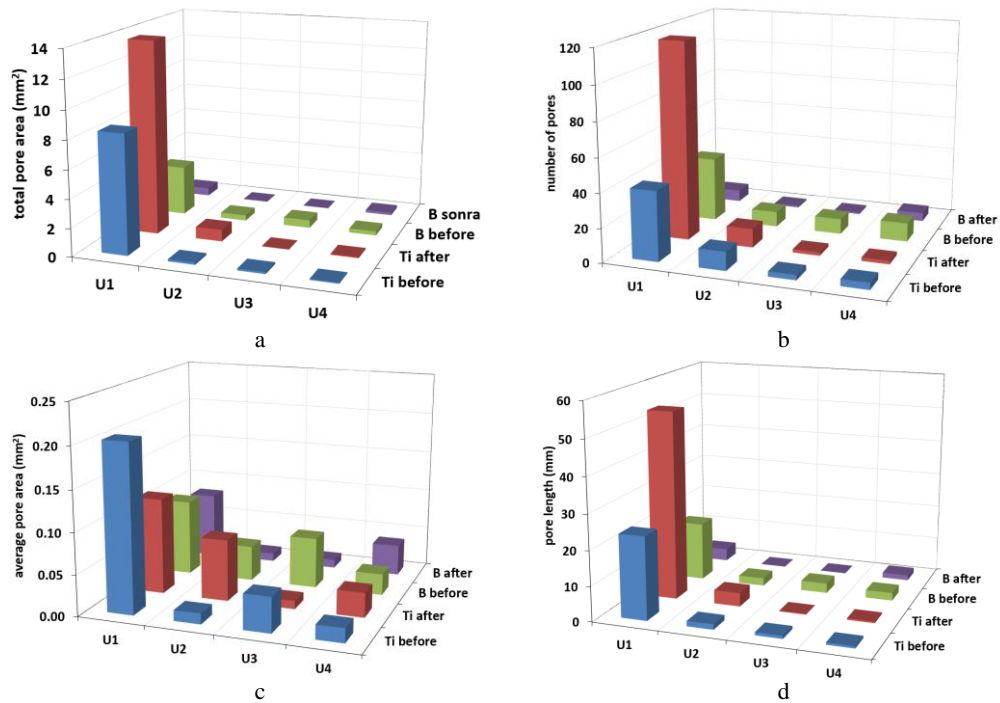 total pore area (mm²)
14
12
10
8
6
4
2
0
U1
U2
U3
U4
B sonra
B before
Ti after
Ti before
a
number of pores
120
100
80
60
40
20
0
U1
U2
U3
U4
B after
B before
Ti after
Ti before
b
average pore area (mm²)
0.25
0.20
0.15
0.10
0.05
0.00
U1
U2
U3
U4
B after
B before
Ti after
Ti before
c
pore length (mm)
60
50
40
30
20
10
0
U1
U2
U3
U4
B after
B before
Ti after
Ti before
d